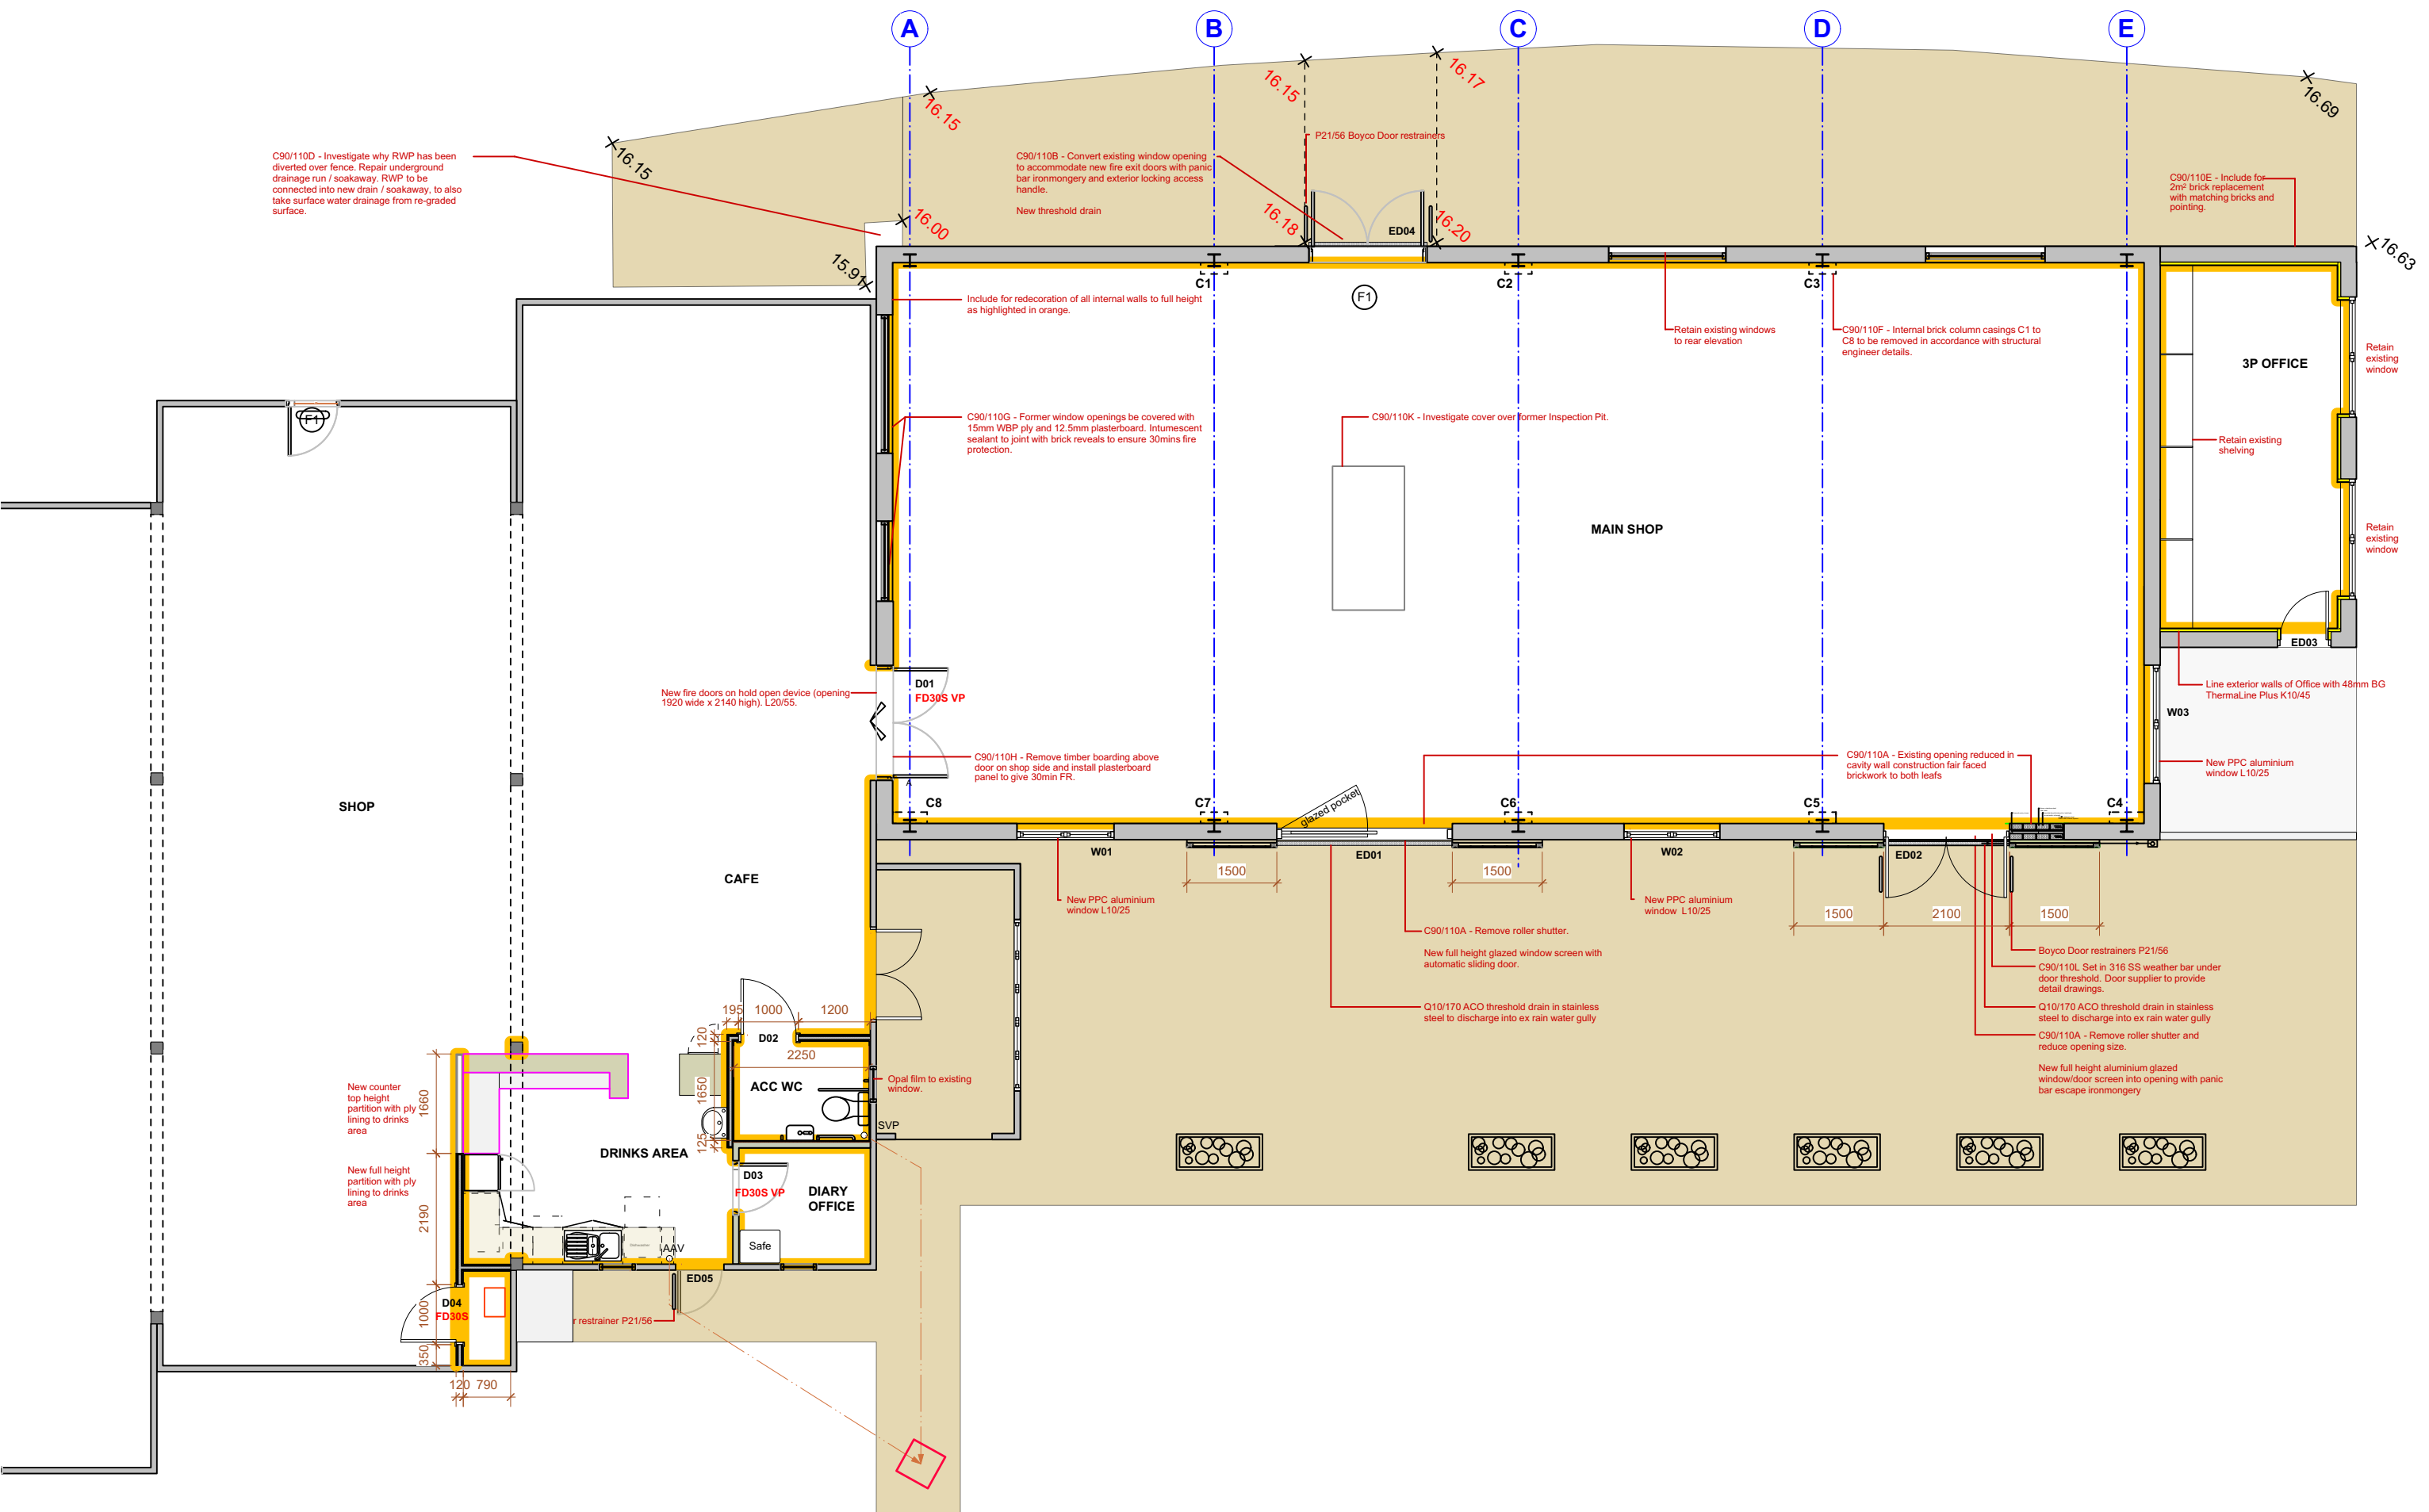 A
B
C
D
E
16.15
16.15
16.15
16.17
16.69
16.00
15.91
16.18
16.20
16.63
C90/110D - Investigate why RWP has been
diverted over fence. Repair underground
drainage run / soakaway. RWP to be
connected into new drain / soakaway, to also
take surface water drainage from re-graded
surface.
C90/110B - Convert existing window opening
to accommodate new fire exit doors with panic
bar ironmongery and exterior locking access
handle.
New threshold drain
P21/56 Boyco Door restrainers
C90/110E - Include for
2m² brick replacement
with matching bricks and
pointing.
ED04
C1
C2
C3
F1
Include for redecoration of all internal walls to full height
as highlighted in orange.
Retain existing windows
to rear elevation
C90/110F - Internal brick column casings C1 to
C8 to be removed in accordance with structural
engineer details.
3P OFFICE
Retain
existing
window
F1
C90/110G - Former window openings be covered with
15mm WBP ply and 12.5mm plasterboard. Intumescent
sealant to joint with brick reveals to ensure 30mins fire
protection.
C90/110K - Investigate cover over former Inspection Pit.
Retain existing
shelving
MAIN SHOP
Retain
existing
window
ED03
New fire doors on hold open device (opening
1920 wide x 2140 high). L20/55.
D01
FD30S VP
Line exterior walls of Office with 48mm BG
ThermaLine Plus K10/45
W03
C90/110H - Remove timber boarding above
door on shop side and install plasterboard
panel to give 30min FR.
A
C90/110A - Existing opening reduced in
cavity wall construction fair faced
brickwork to both leafs
New PPC aluminium
window L10/25
SHOP
C8
C7
glazed pocket
C6
C5
C4
W01
ED01
W02
ED02
CAFE
1500
1500
New PPC aluminium
window L10/25
New PPC aluminium
window L10/25
1500
2100
1500
C90/110A - Remove roller shutter.
New full height glazed window screen with
automatic sliding door.
Boyco Door restrainers P21/56
C90/110L Set in 316 SS weather bar under
door threshold. Door supplier to provide
detail drawings.
Q10/170 ACO threshold drain in stainless
steel to discharge into ex rain water gully
Q10/170 ACO threshold drain in stainless
steel to discharge into ex rain water gully
C90/110A - Remove roller shutter and
reduce opening size.
New full height aluminium glazed
window/door screen into opening with panic
bar escape ironmongery
195
1000
1200
120
D02
2250
ACC WC
1650
125
Opal film to existing
window.
SVP
New counter
top height
partition with ply
lining to drinks
area
1660
DRINKS AREA
New full height
partition with ply
lining to drinks
area
2190
D03
FD30S VP
DIARY
OFFICE
Safe
AAV
ED05
D04
FD30S
1000
350
r restrainer P21/56
120
790